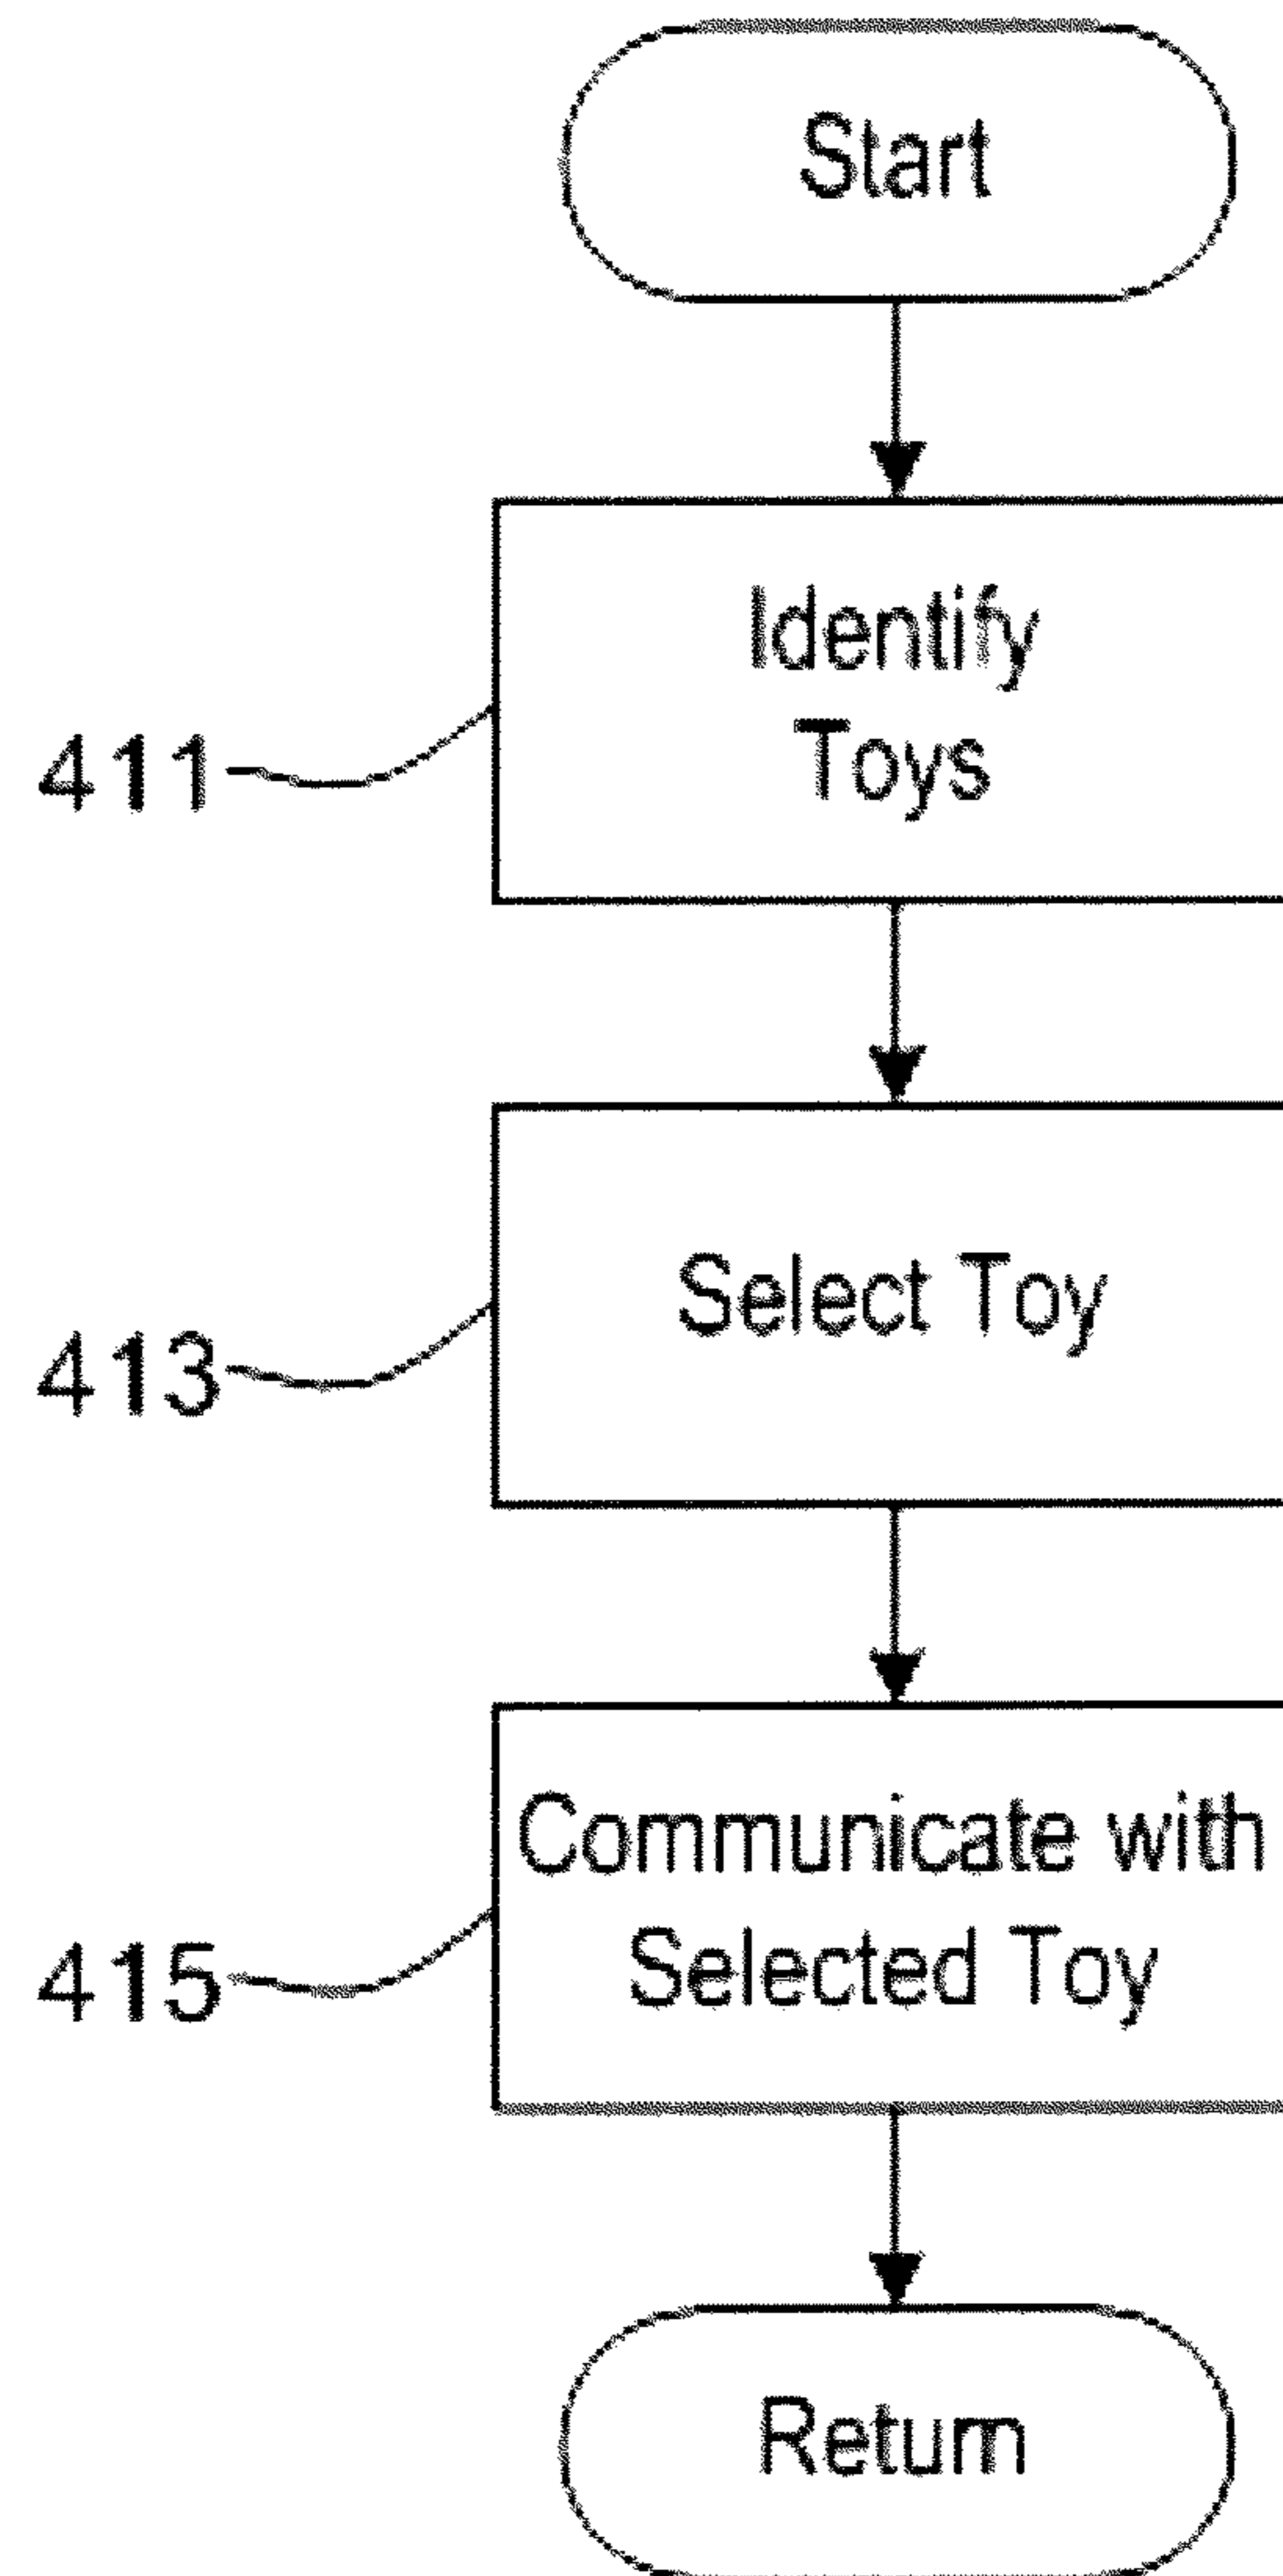 Start
Identify
Toys
411
Select Toy
413
Communicate with
Selected Toy
415
Return